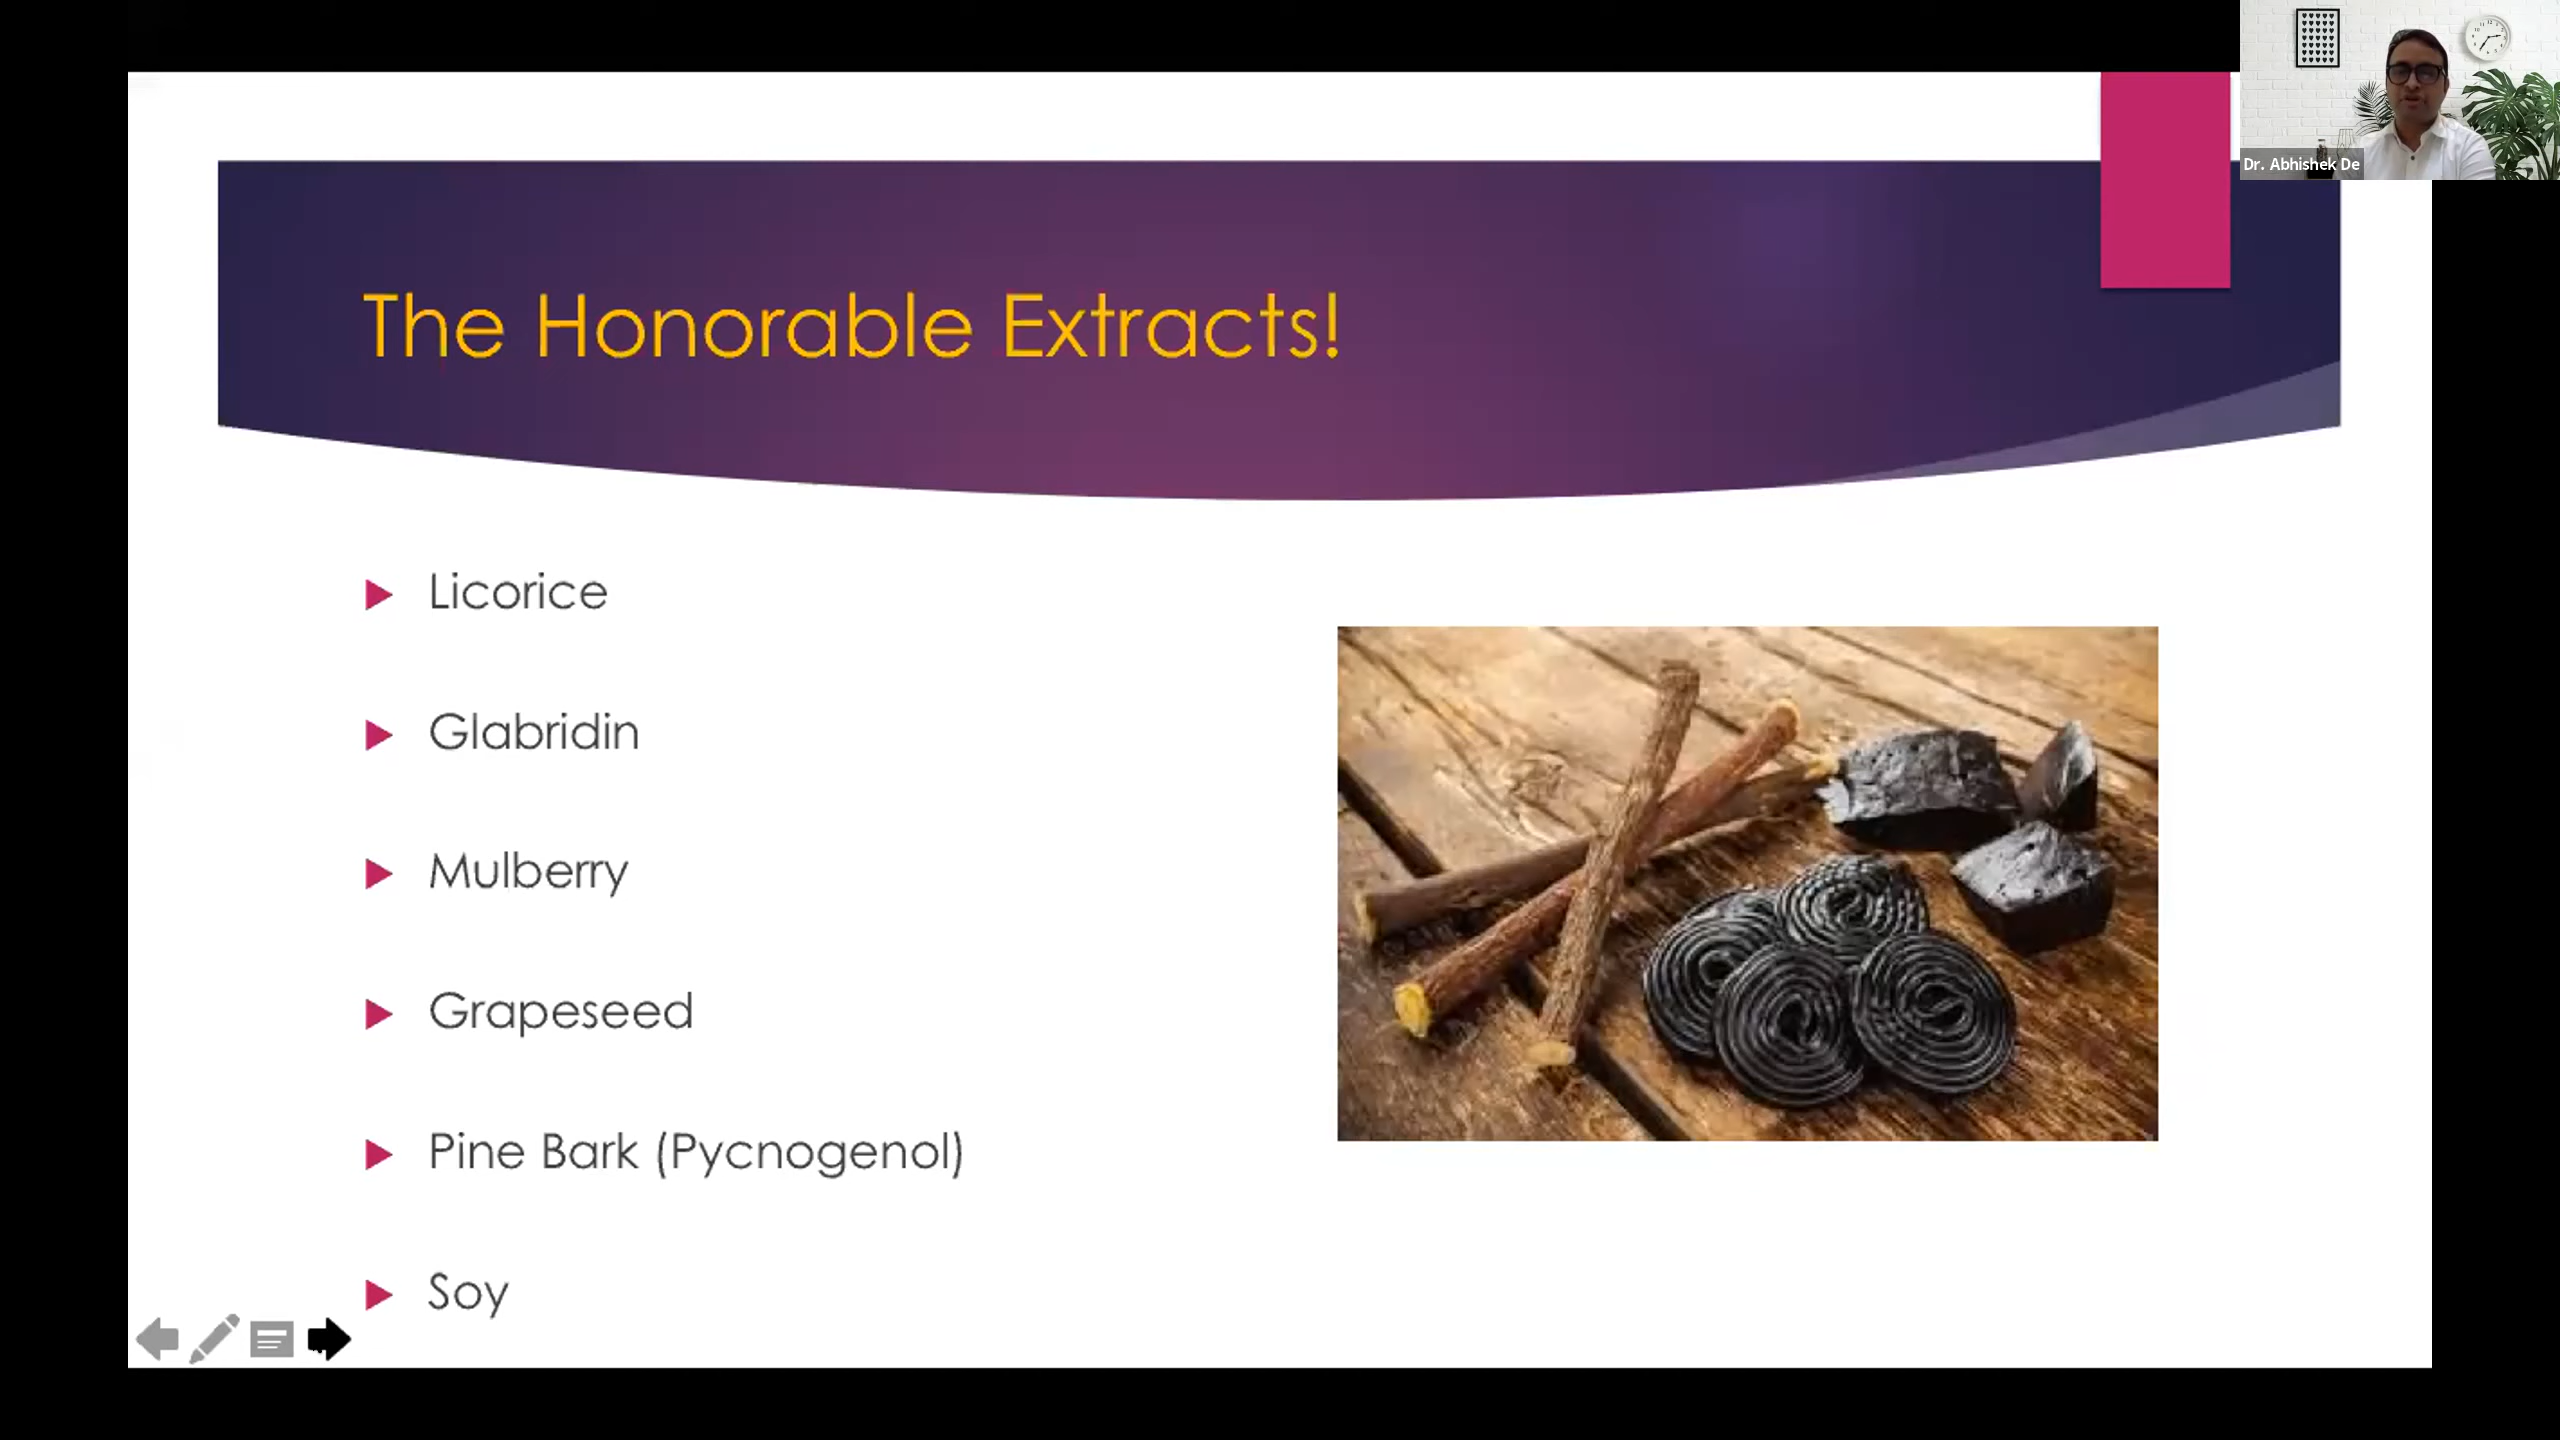 Dr. Abhishek De
The Honorable Extracts!
Licorice
Glabridin
Mulberry
Grapeseed
Pine Bark (Pycnogenol)
Soy